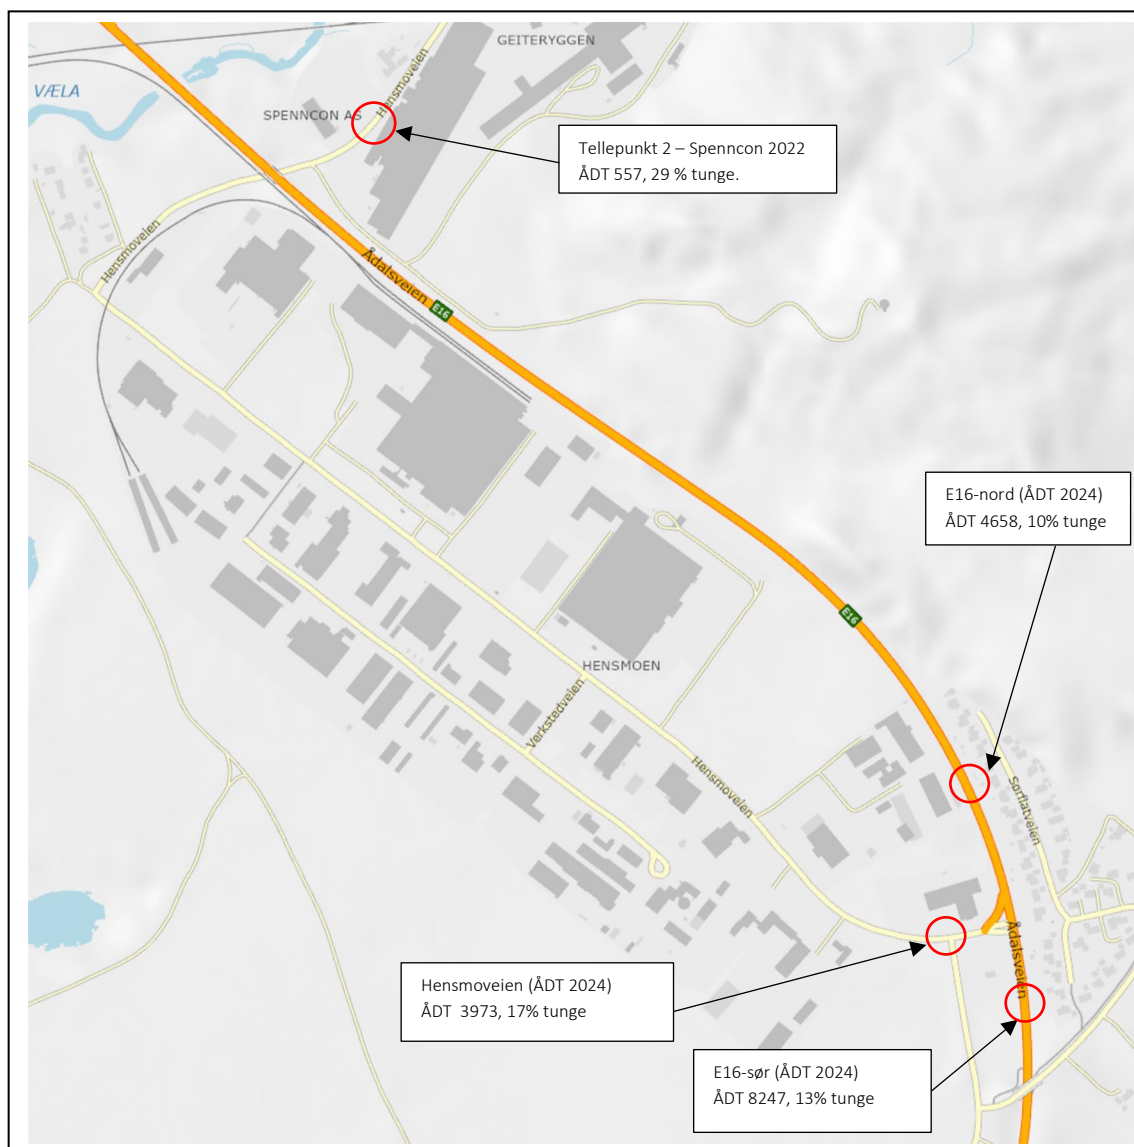 GEITERYGGEN
VÆLA
SPENNCON AS
Hensmoveien
Tellepunkt 2 – Spenncon 2022
ÅDT 557, 29 % tunge.
Hensmoveien
Ådalsveien
E16
E16-nord (ÅDT 2024)
ÅDT 4658, 10% tunge
E16
HENSMOEN
Verkstedveien
Hensmoveien
Sørflatveien
Ådalsveien
Hensmoveien (ÅDT 2024)
ÅDT  3973, 17% tunge
E16-sør (ÅDT 2024)
ÅDT 8247, 13% tunge